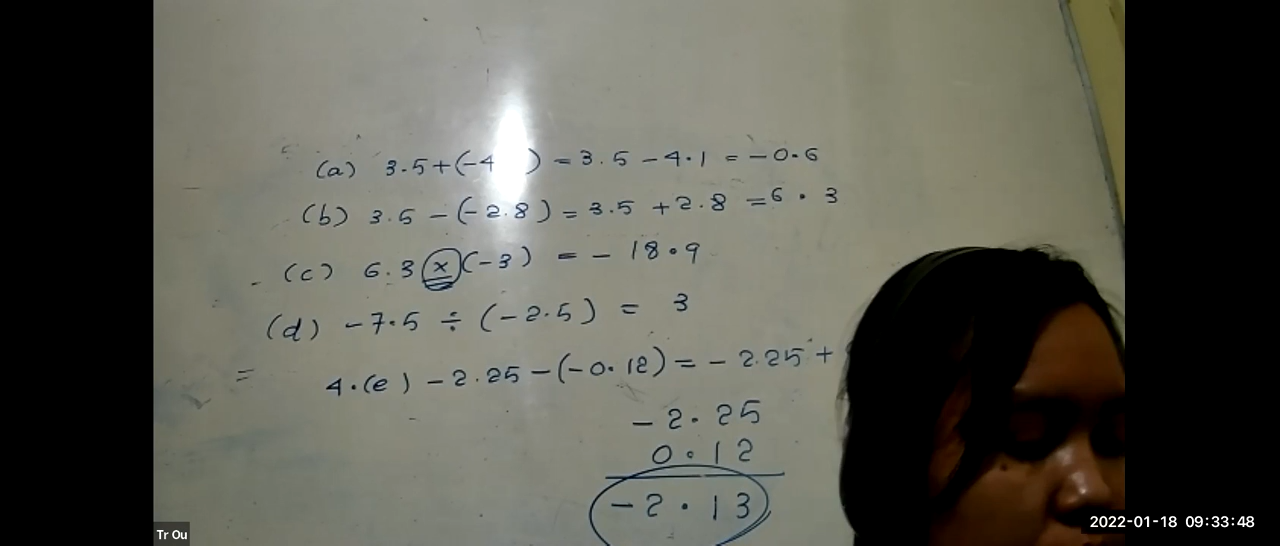 (a) 3.5+(-4 ) = 3.5 - 4.1 = -0.6
(b) 3.5 - (-2.8) = 3.5 + 2.8 = 6.3
(c) 6.3 × (-3) = - 18.9
(d) -7.5 ÷ (-2.5) = 3
= 4.(e) -2.25 - (-0.12) = - 2.25 +
- 2.25
0.12
- 2.13
Tr Ou
2022-01-18 09:33:48